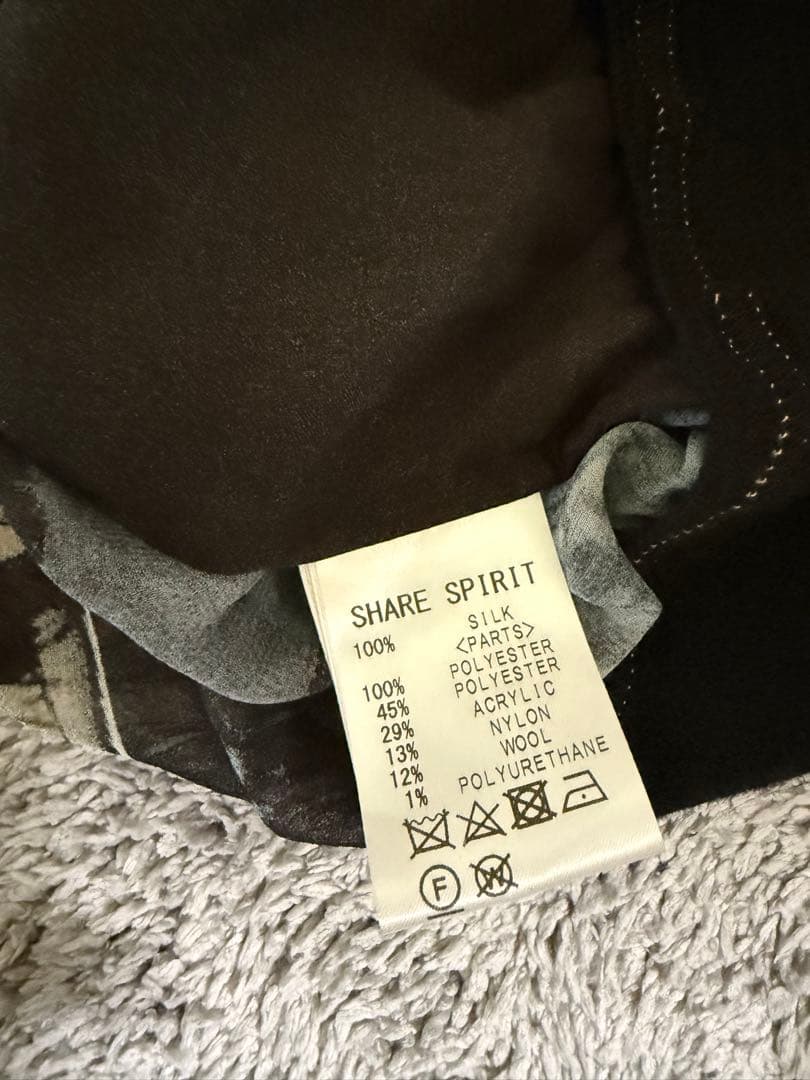 SHARE SPIRIT
100% SILK
<PARTS>
100% POLYESTER
45% POLYESTER
29% ACRYLIC
13% NYLON
12% WOOL
1% POLYURETHANE
F W